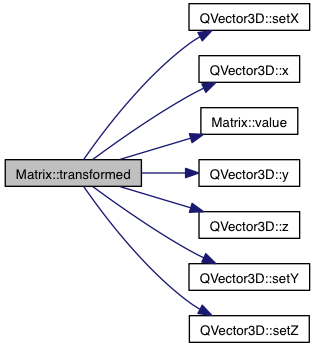 QVector3D::setX
QVector3D::x
Matrix::value
Matrix::transformed
QVector3D::y
QVector3D::z
QVector3D::setY
QVector3D::setZ